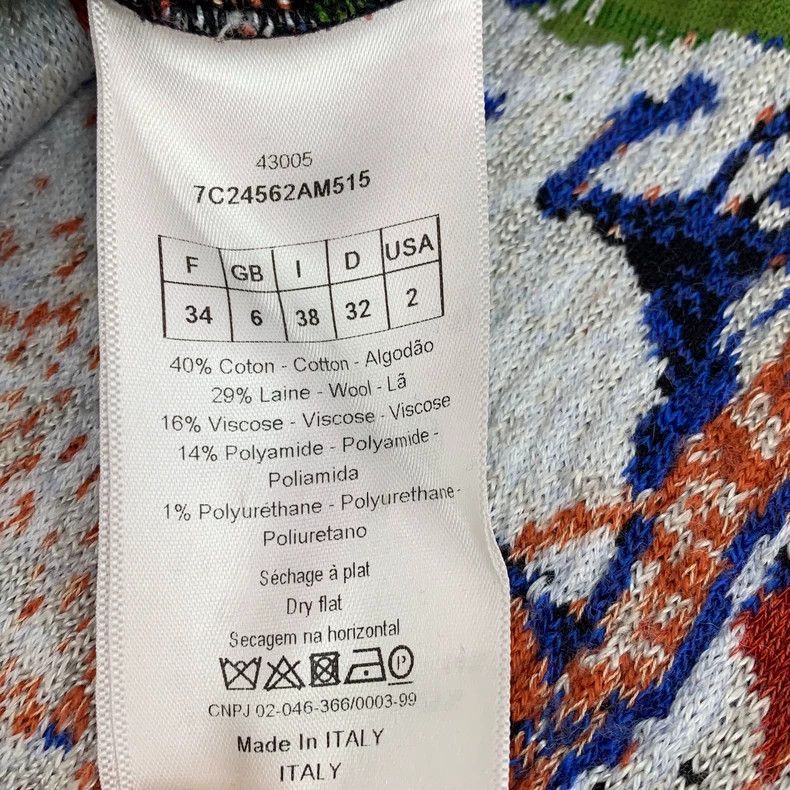 43005
7C24562AM515
F GB I D USA
34 6 38 32 2
40% Coton - Cotton - Algodão
29% Laine - Wool - Lã
16% Viscose - Viscose - Viscose
14% Polyamide - Polyamide -
Poliamida
1% Polyuréthane - Polyurethane -
Poliuretano
Séchage à plat
Dry flat
Secagem na horizontal
P
CNPJ 02-046-366/0003-99
Made In ITALY
ITALY